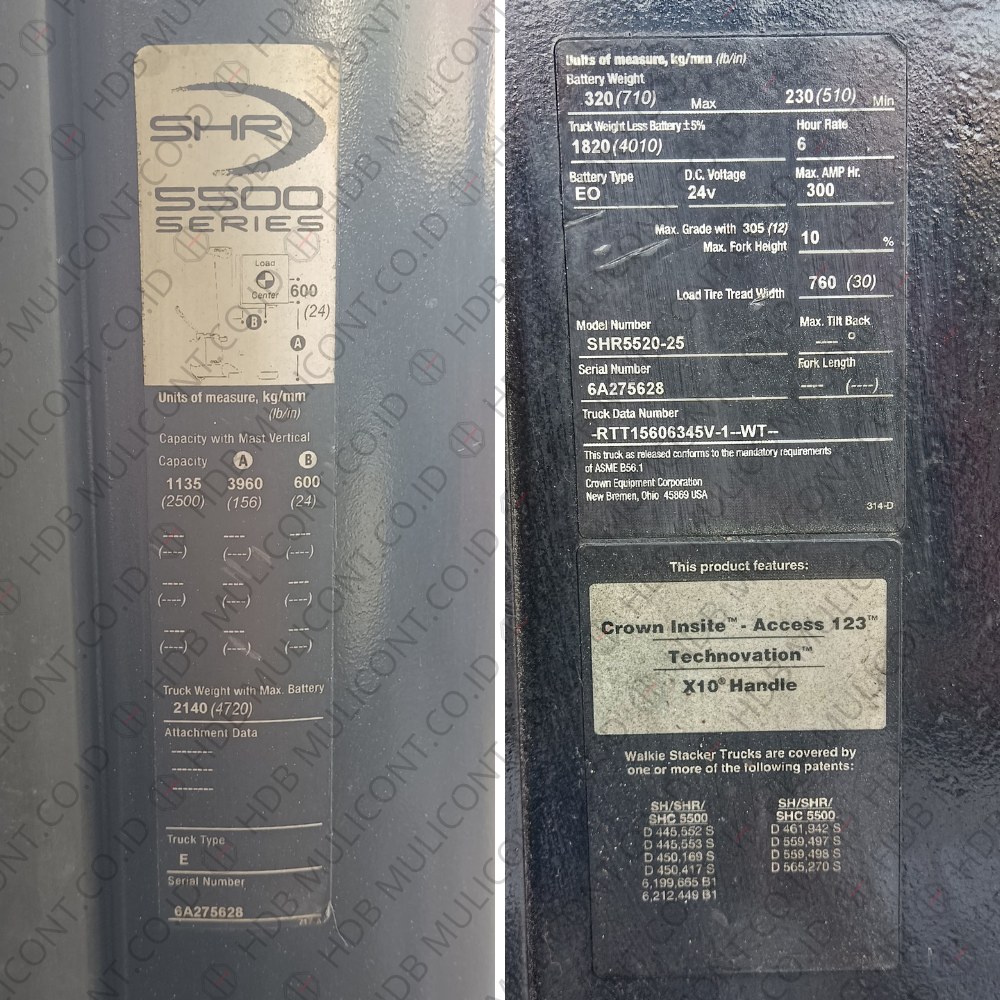 SHR
5500
SERIES
Load
Center
600
(24)
B
A
Units of measure, kg/mm
(lb/in)
Capacity with Mast Vertical
Capacity A B
1135 3960 600
(2500) (156) (24)
---- ---- ----
(----) (----) (----)
---- ---- ----
(----) (----) (----)
---- ---- ----
(----) (----) (----)
Truck Weight with Max. Battery
2140 (4720)
Attachment Data
--------
--------
--------
Truck Type
E
Serial Number
6A275628
Units of measure, kg/mm (lb/in)
Battery Weight
320 (710) Max 230 (510) Min
Truck Weight Less Battery ±5% Hour Rate
1820 (4010) 6
Battery Type D.C. Voltage Max. AMP Hr.
EO 24v 300
Max. Grade with 305 (12)
Max. Fork Height 10 %
Load Tire Tread Width 760 (30)
Model Number Max. Tilt Back
SHR5520-25 ---- °
Serial Number Fork Length
6A275628 ---- (----)
Truck Data Number
-RTT15606345V-1--WT--
This truck as released conforms to the mandatory requirements
of ASME B56.1
Crown Equipment Corporation
New Bremen, Ohio 45869 USA
314-D
This product features:
Crown Insite™ - Access 123™
Technovation™
X10® Handle
Walkie Stacker Trucks are covered by
one or more of the following patents:
SH/SHR/ SH/SHR/
SHC 5500 SHC 5500
D 445,552 S D 461,942 S
D 445,553 S D 559,497 S
D 450,169 S D 559,498 S
D 450,417 S D 565,270 S
6,199,665 B1
6,212,449 B1
HDB MULICONT.CO.ID